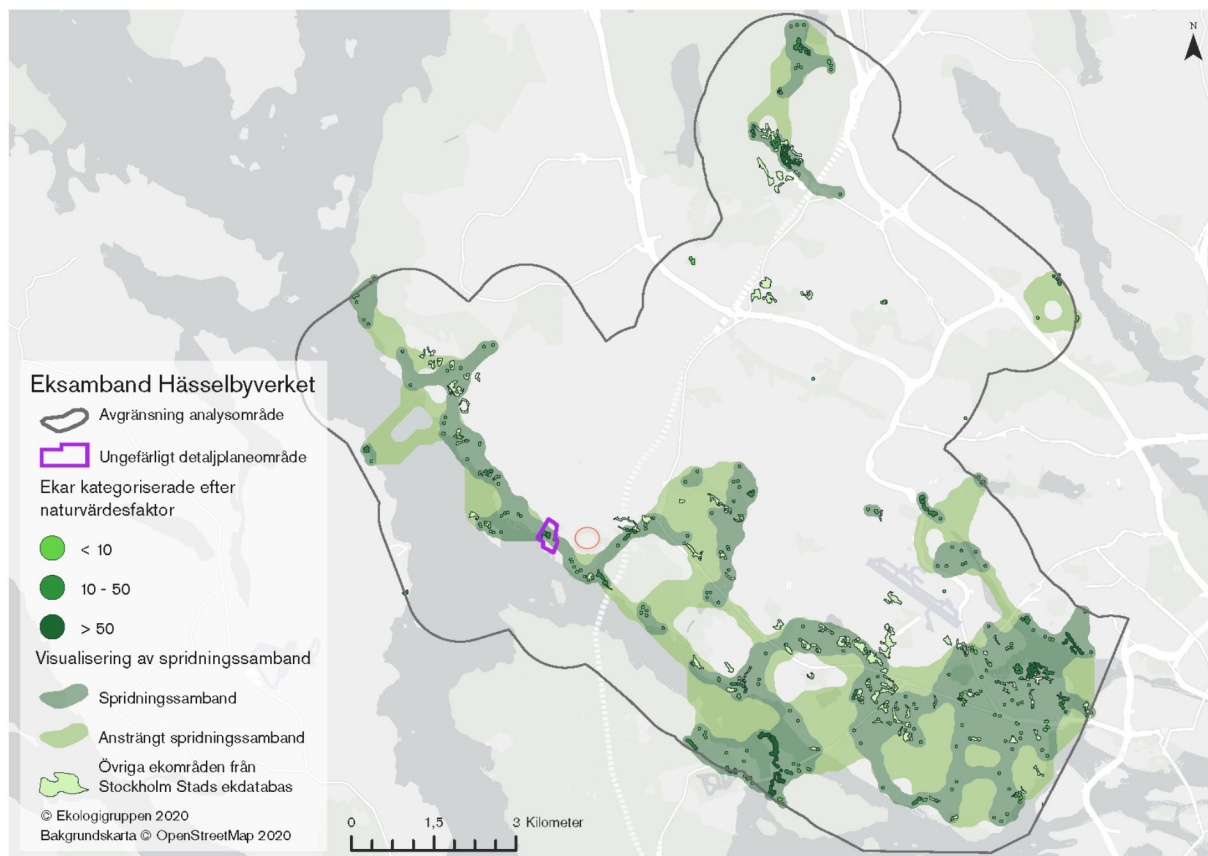 N
Eksamband Hässelbyverket
Avgränsning analysområde
Ungefärligt detaljplaneområde
Ekar kategoriserade efter
naturvärdesfaktor
< 10
10 - 50
> 50
Visualisering av spridningssamband
Spridningssamband
Ansträngt spridningssamband
Övriga ekområden från
Stockholm Stads ekdatabas
© Ekologigruppen 2020
Bakgrundskarta © OpenStreetMap 2020
0 1,5 3 Kilometer